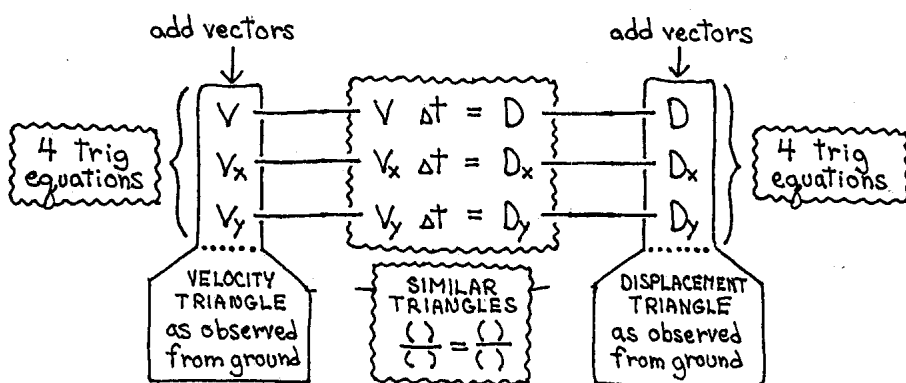 add vectors
add vectors
4 trig
equations
V
Vx
Vy
V Δt = D
Vx Δt = Dx
Vy Δt = Dy
D
Dx
Dy
4 trig
equations
VELOCITY
TRIANGLE
as observed
from ground
SIMILAR
TRIANGLES
( ) = ( )
( ) ( )
DISPLACEMENT
TRIANGLE
as observed
from ground